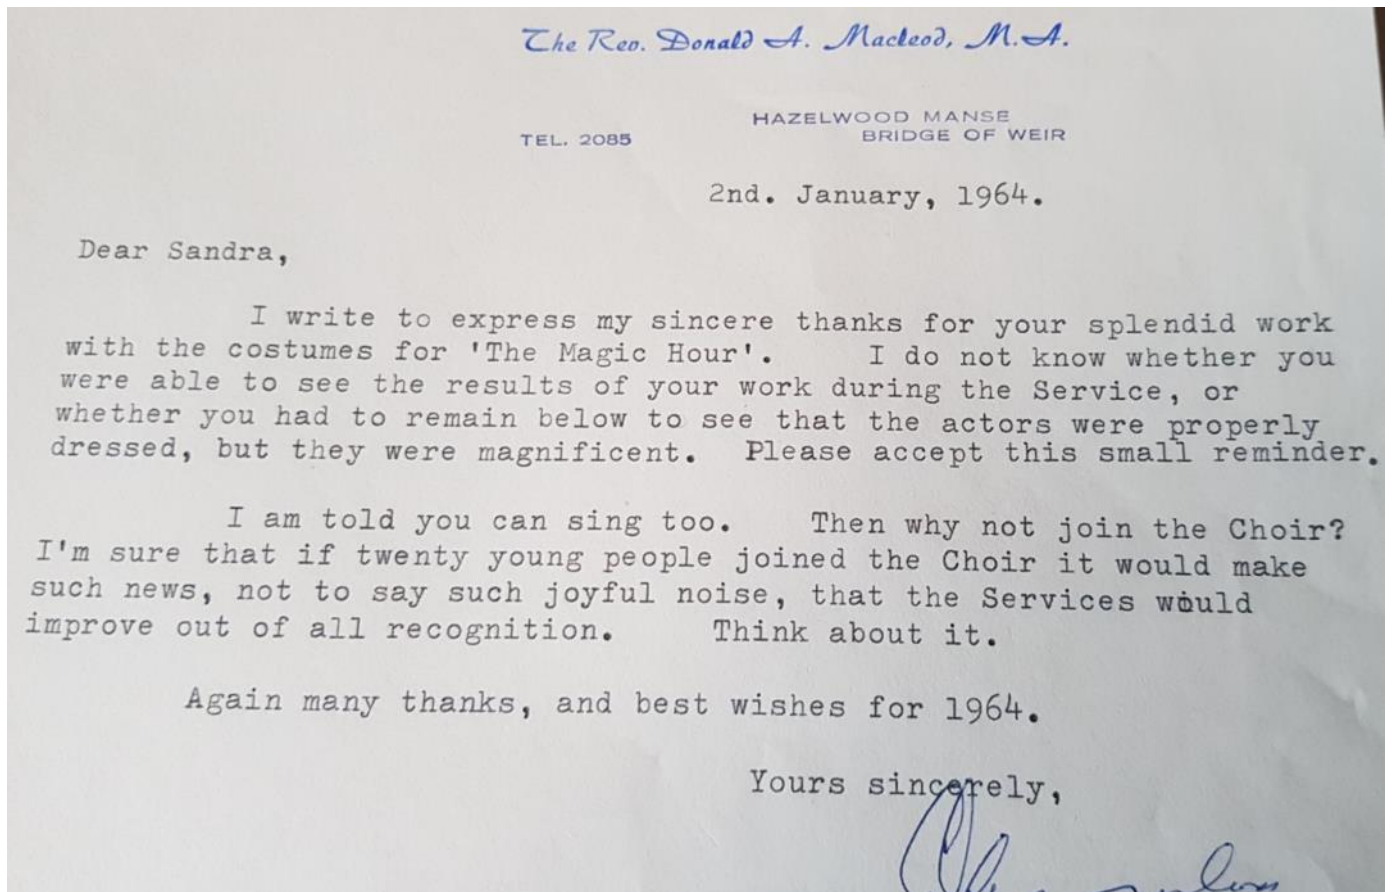 The Rev. Donald A. Macleod, M.A.
HAZELWOOD MANSE
TEL. 2085 BRIDGE OF WEIR
2nd. January, 1964.
Dear Sandra,
I write to express my sincere thanks for your splendid work
with the costumes for 'The Magic Hour'. I do not know whether you
were able to see the results of your work during the Service, or
whether you had to remain below to see that the actors were properly
dressed, but they were magnificent. Please accept this small reminder.
I am told you can sing too. Then why not join the Choir?
I'm sure that if twenty young people joined the Choir it would make
such news, not to say such joyful noise, that the Services would
improve out of all recognition. Think about it.
Again many thanks, and best wishes for 1964.
Yours sincerely,